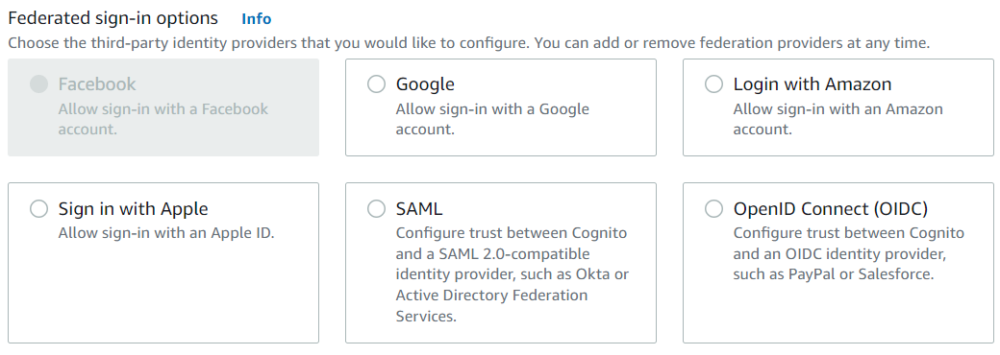 Federated sign-in options Info
Choose the third-party identity providers that you would like to configure. You can add or remove federation providers at any time.
Facebook
Allow sign-in with a Facebook
account.
Google
Allow sign-in with a Google
account.
Login with Amazon
Allow sign-in with an Amazon
account.
Sign in with Apple
Allow sign-in with an Apple ID.
SAML
Configure trust between Cognito
and a SAML 2.0-compatible
identity provider, such as Okta or
Active Directory Federation
Services.
OpenID Connect (OIDC)
Configure trust between Cognito
and an OIDC identity provider,
such as PayPal or Salesforce.